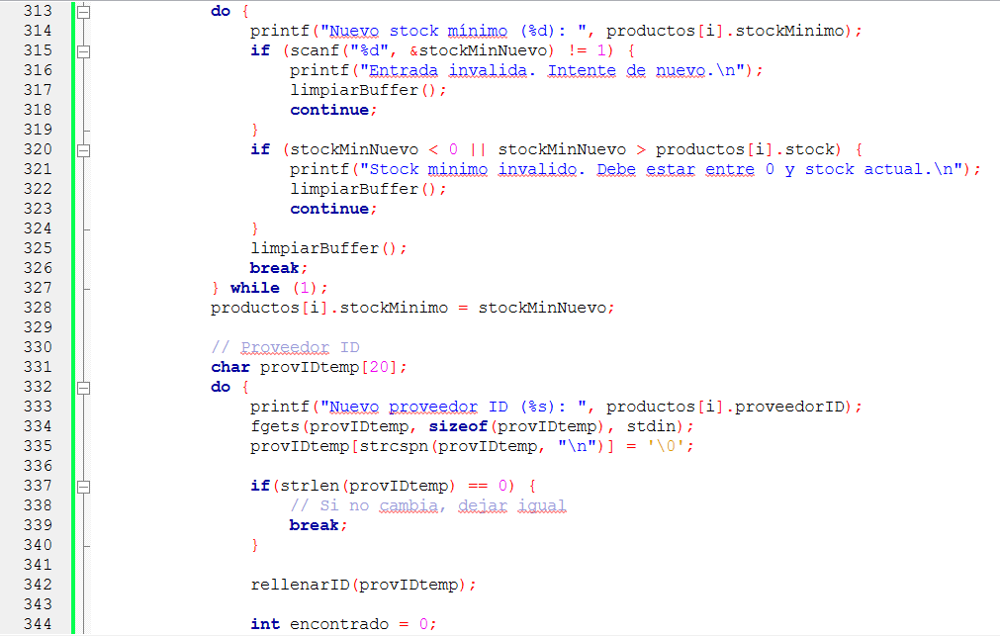 313 do {
314 printf("Nuevo stock mínimo (%d): ", productos[i].stockMinimo);
315 if (scanf("%d", &stockMinNuevo) != 1) {
316 printf("Entrada invalida. Intente de nuevo.\n");
317 limpiarBuffer();
318 continue;
319 }
320 if (stockMinNuevo < 0 || stockMinNuevo > productos[i].stock) {
321 printf("Stock minimo invalido. Debe estar entre 0 y stock actual.\n");
322 limpiarBuffer();
323 continue;
324 }
325 limpiarBuffer();
326 break;
327 } while (1);
328 productos[i].stockMinimo = stockMinNuevo;
329
330 // Proveedor ID
331 char provIDtemp[20];
332 do {
333 printf("Nuevo proveedor ID (%s): ", productos[i].proveedorID);
334 fgets(provIDtemp, sizeof(provIDtemp), stdin);
335 provIDtemp[strcspn(provIDtemp, "\n")] = '\0';
336
337 if(strlen(provIDtemp) == 0) {
338 // Si no cambia, dejar igual
339 break;
340 }
341
342 rellenarID(provIDtemp);
343
344 int encontrado = 0;